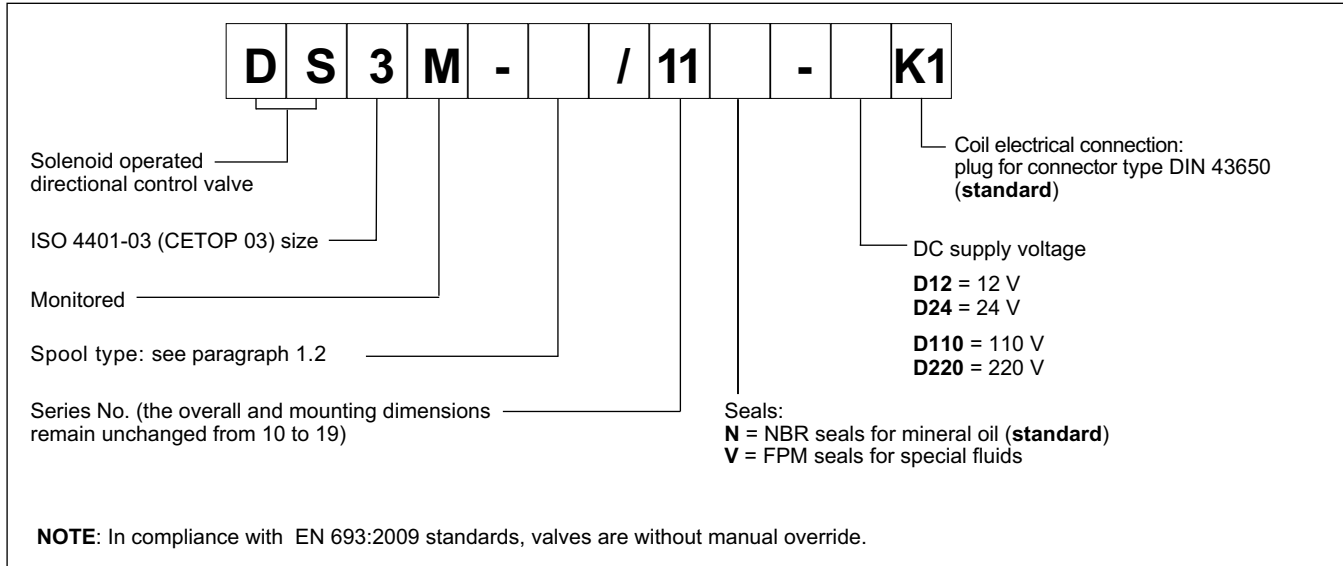 D S 3 M - / 11 - K1
Solenoid operated
directional control valve
ISO 4401-03 (CETOP 03) size
Monitored
Spool type: see paragraph 1.2
Series No. (the overall and mounting dimensions
remain unchanged from 10 to 19)
Coil electrical connection:
plug for connector type DIN 43650
(standard)
DC supply voltage
D12 = 12 V
D24 = 24 V
D110 = 110 V
D220 = 220 V
Seals:
N = NBR seals for mineral oil (standard)
V = FPM seals for special fluids
NOTE: In compliance with EN 693:2009 standards, valves are without manual override.